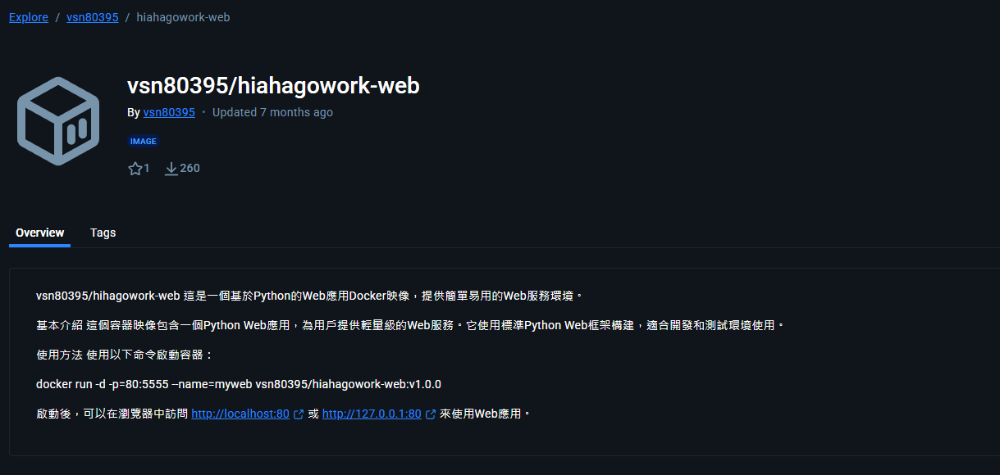 Explore / vsn80395 / hiahagowork-web
vsn80395/hiahagowork-web
By vsn80395 • Updated 7 months ago
IMAGE
1 260
Overview Tags
vsn80395/hihagowork-web 這是一個基於Python的Web應用Docker映像，提供簡單易用的Web服務環境。
基本介紹 這個容器映像包含一個Python Web應用，為用戶提供輕量級的Web服務。它使用標準Python Web框架構建，適合開發和測試環境使用。
使用方法 使用以下命令啟動容器：
docker run -d -p=80:5555 --name=myweb vsn80395/hiahagowork-web:v1.0.0
啟動後，可以在瀏覽器中訪問 http://localhost:80 或 http://127.0.0.1:80 來使用Web應用。